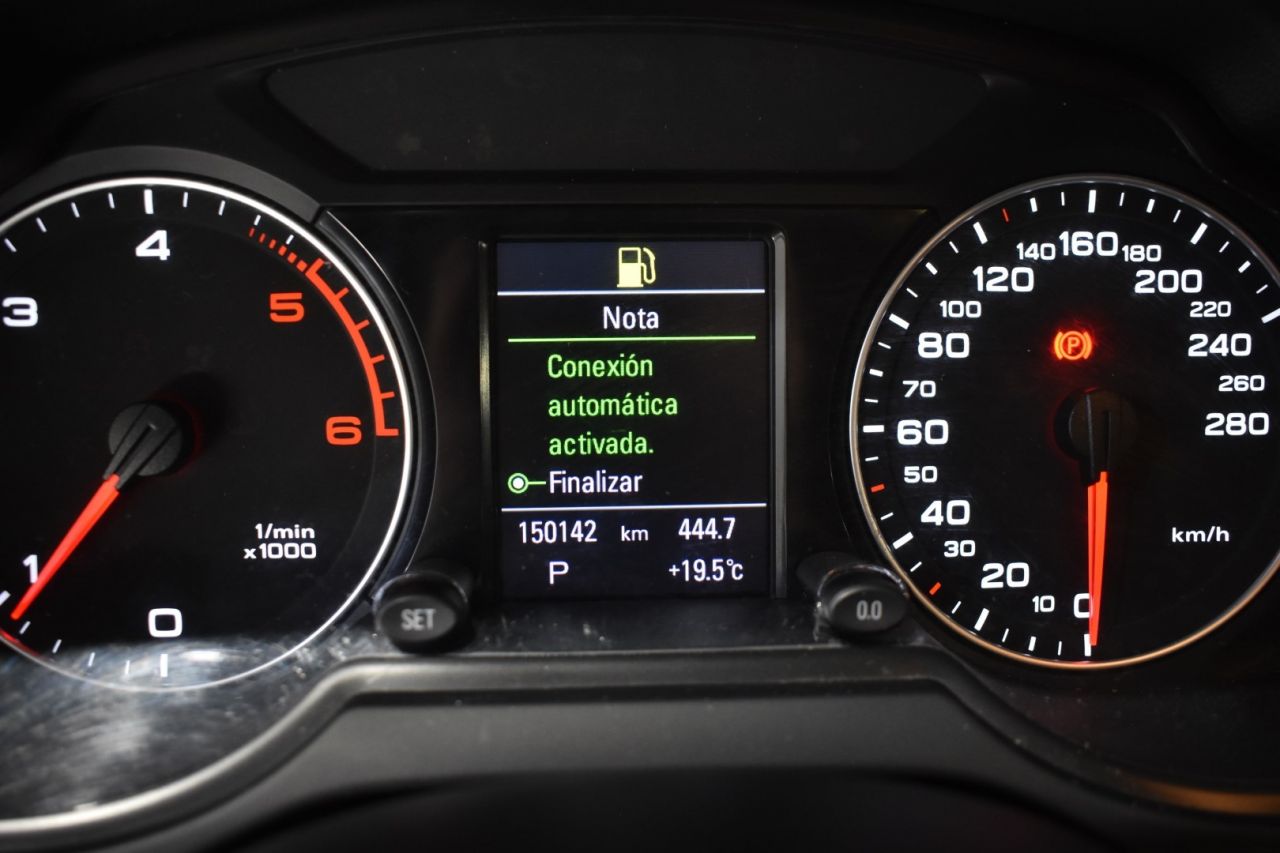 Nota
Conexión
automática
activada.
Finalizar
150142 km 444.7
P +19.5°C
0
1
3
4
5
6
1/min
x1000
SET
0.0
0
10
20
30
40
50
60
70
80
100
120
140
160
180
200
220
240
260
280
km/h
(P)